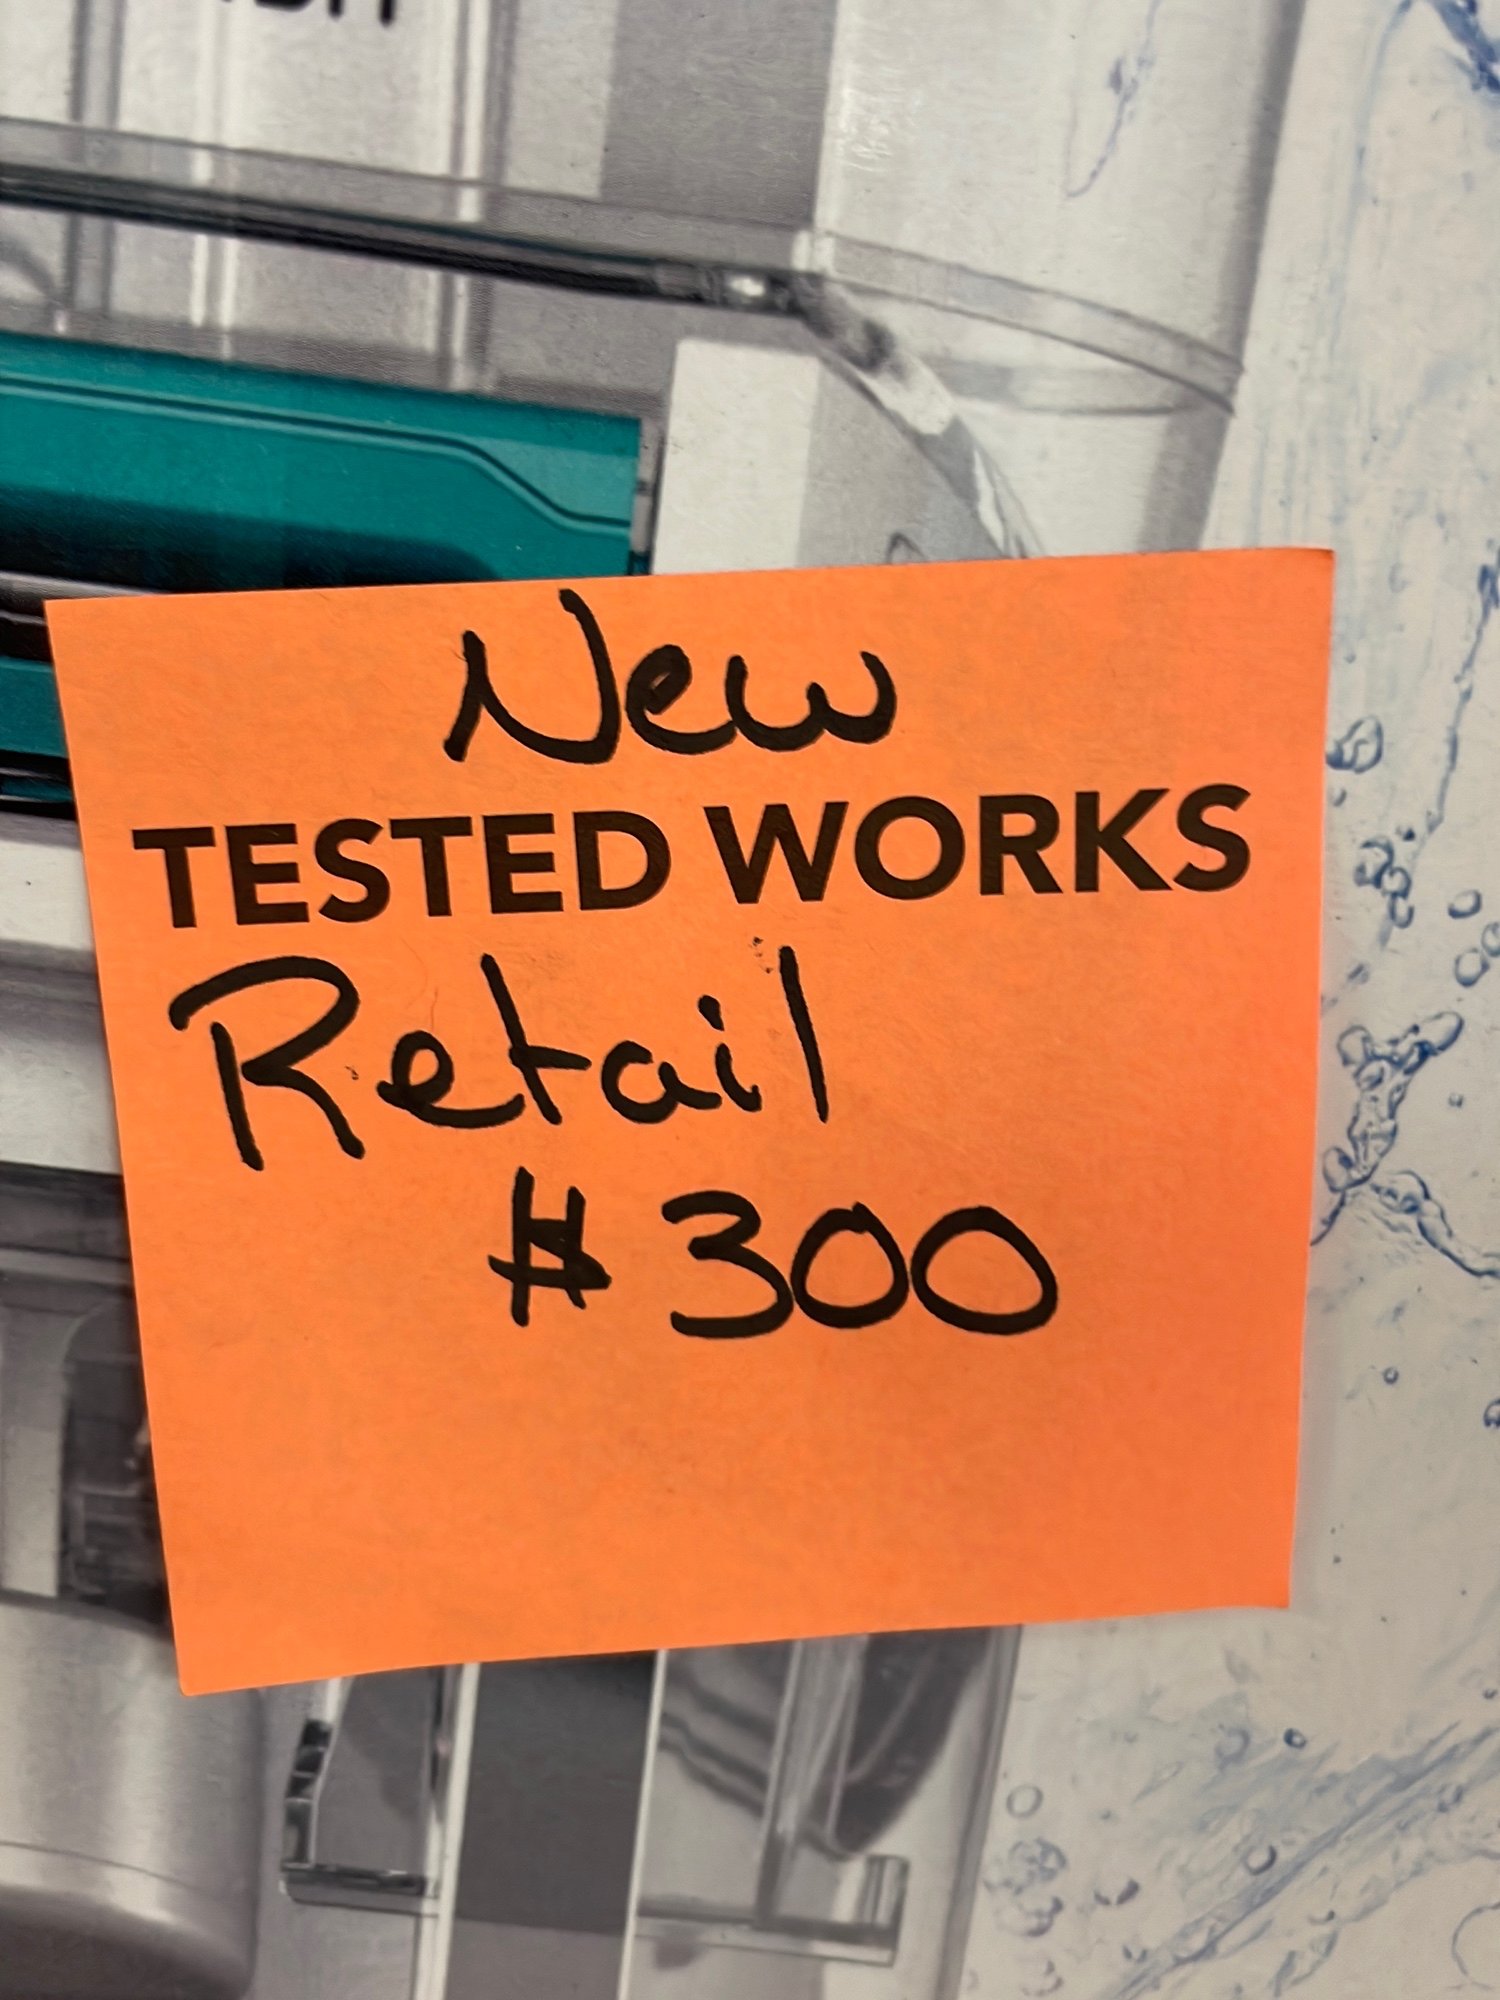 New
TESTED WORKS
Retail
$300